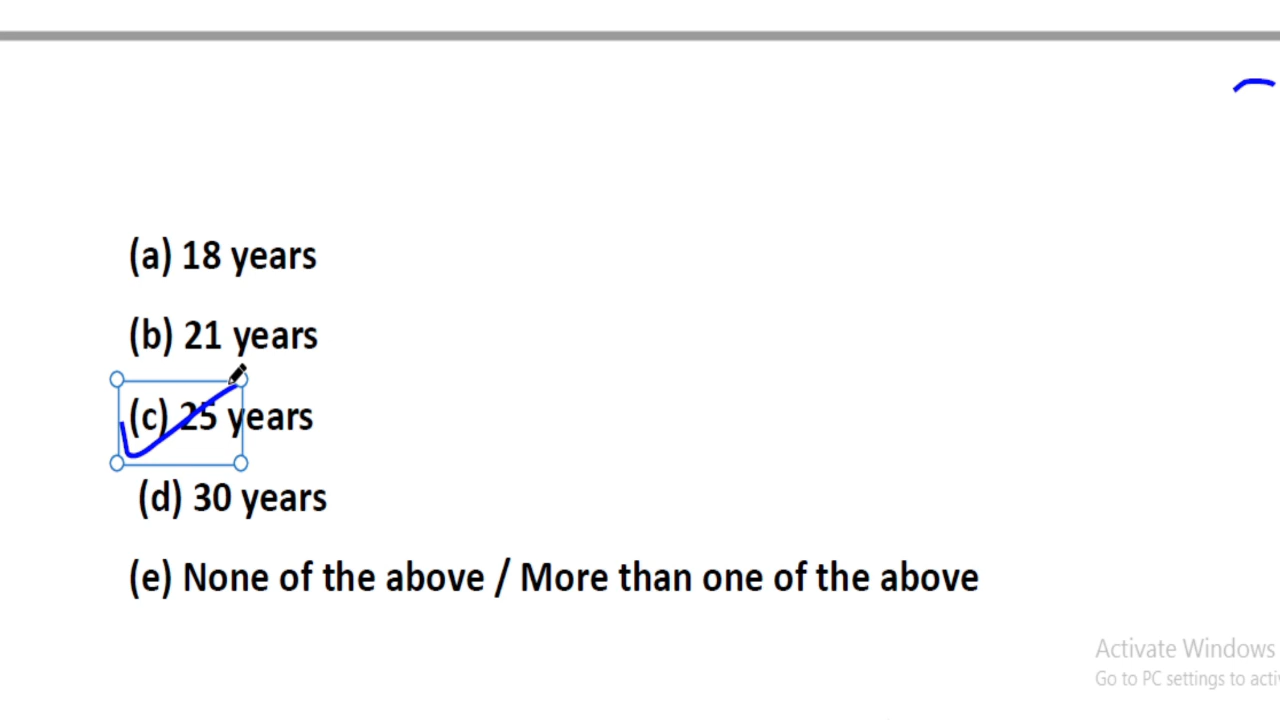 (a) 18 years
(b) 21 years
(c) 25 years
(d) 30 years
(e) None of the above / More than one of the above
Activate Windows
Go to PC settings to